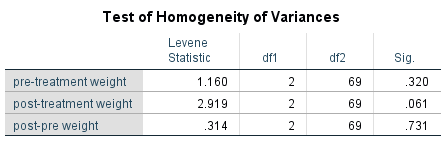 Test of Homogeneity of Variances
Levene Statistic df1 df2 Sig.
pre-treatment weight 1.160 2 69 .320
post-treatment weight 2.919 2 69 .061
post-pre weight .314 2 69 .731